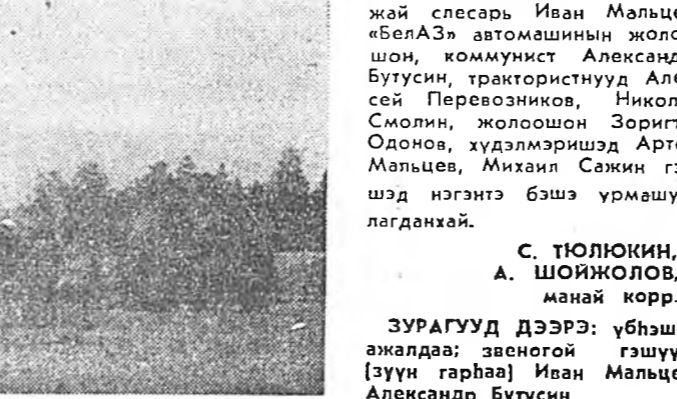 жай слесарь Иван Мальце
«БелАЗ» автомашинын жоло
шон, коммунист Александ
Бутусин, трактористнууд Але
сей Перевозников, Никол
Смолин, жолоошон Зориг
Одонов, хүдэлмэришэд Арт
Мальцев, Михаил Сажин г
шэд нэгэнтэ бэшэ урмашу
лагданхай.
С. ТЮЛЮКИН,
А. ШОЙЖОЛОВ,
манай корр.
ЗУРАГУУД ДЭЭРЭ: үбһэш
ажалдаа; звеногой гэшүү
(зүүн гарһаа) Иван Мальце
Александр Бутусин